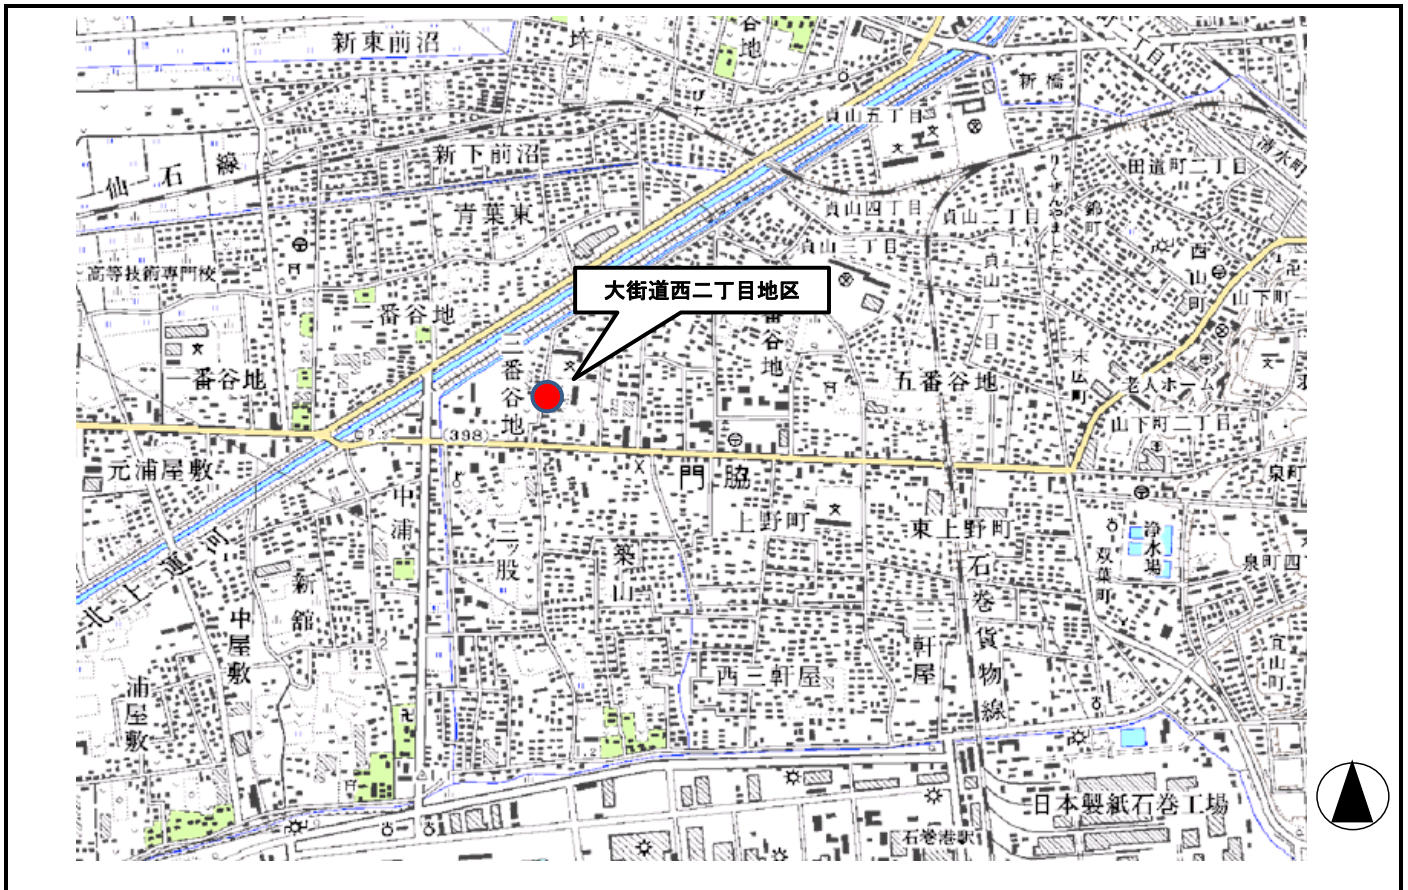 新東前沼
新橋
貞山五丁目
新下前沼
仙石線
清水町
田道町二丁目
りくぜんやました
錦町
青葉東
貞山四丁目
貞山二丁目
貞山三丁目
貞山一丁目
西山町
高等技術専門校
山下町
大街道西二丁目地区
二番谷地
三番谷地
番谷地
五番谷地
末広町
老人ホーム
一番谷地
山下町二丁目
(398)
元浦屋敷
門脇
泉町
中浦
上野町
東上野町
浄水場
双葉町
泉町四
三ッ股
築山
石巻貨物線
北上運河
新舘
中屋敷
二軒屋
宜山町
西三軒屋
浦屋敷
日本製紙石巻工場
石巻港駅